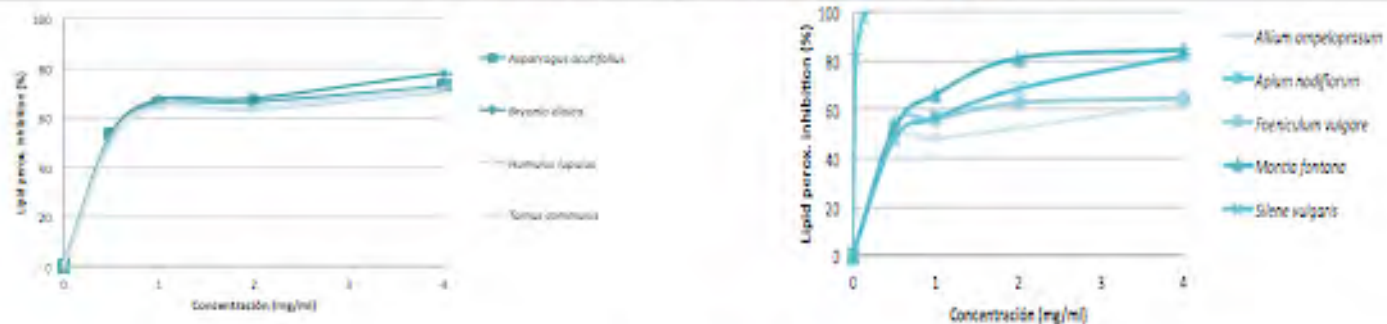 Lipid perox. inhibition (%)
100
80
60
40
20
0
0
1
2
3
4
Concentración (mg/ml)
Asparagus acutifolius
Bryonia dioica
Humulus lupulus
Tamus communis
Lipid perox. inhibition (%)
100
80
60
40
20
0
0
1
2
3
4
Concentración (mg/ml)
Allium ampeloprasum
Apium nodiflorum
Foeniculum vulgare
Montia fontana
Silene vulgaris